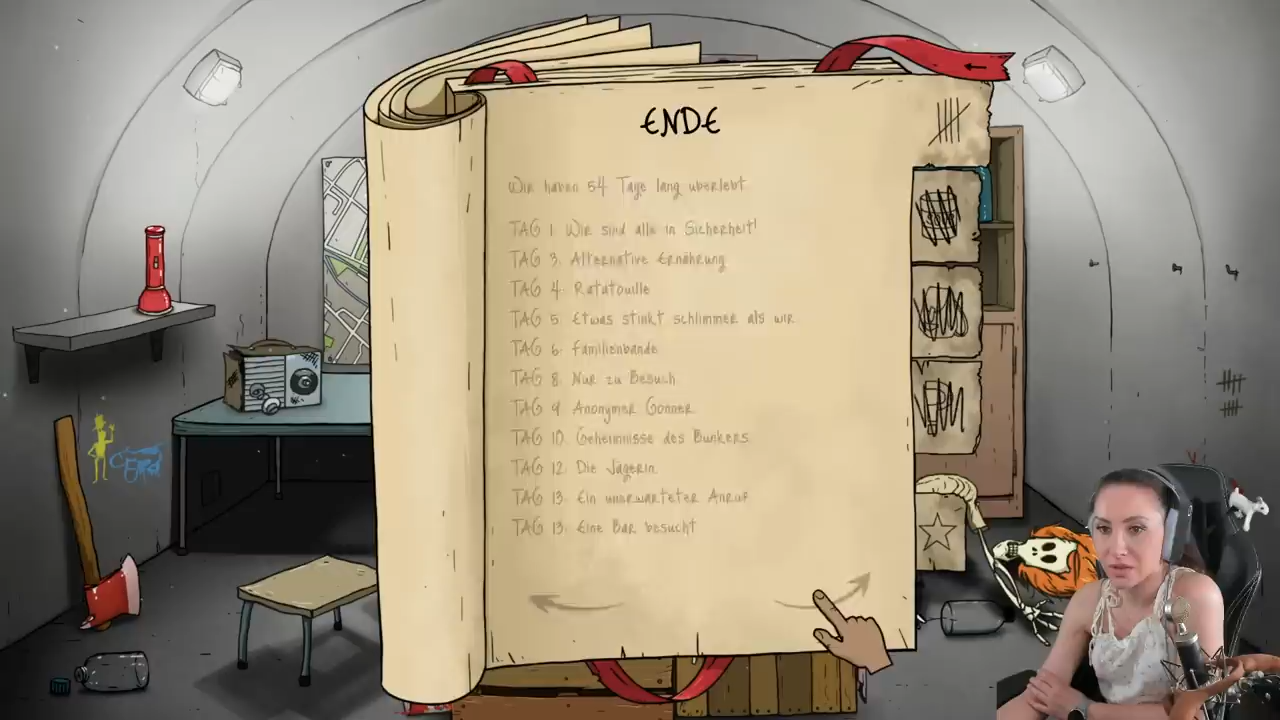 ENDE
Wir haben 54 Tage lang überlebt
TAG 1. Wir sind alle in Sicherheit!
TAG 3. Alternative Ernährung
TAG 4. Ratatouille
TAG 5. Etwas stinkt schlimmer als wir
TAG 6. Familienbande
TAG 8. Nur zu Besuch
TAG 9. Anonymer Gönner
TAG 10. Geheimnisse des Bunkers
TAG 12. Die Jägerin
TAG 13. Ein unerwarteter Anruf
TAG 13. Eine Bar besucht